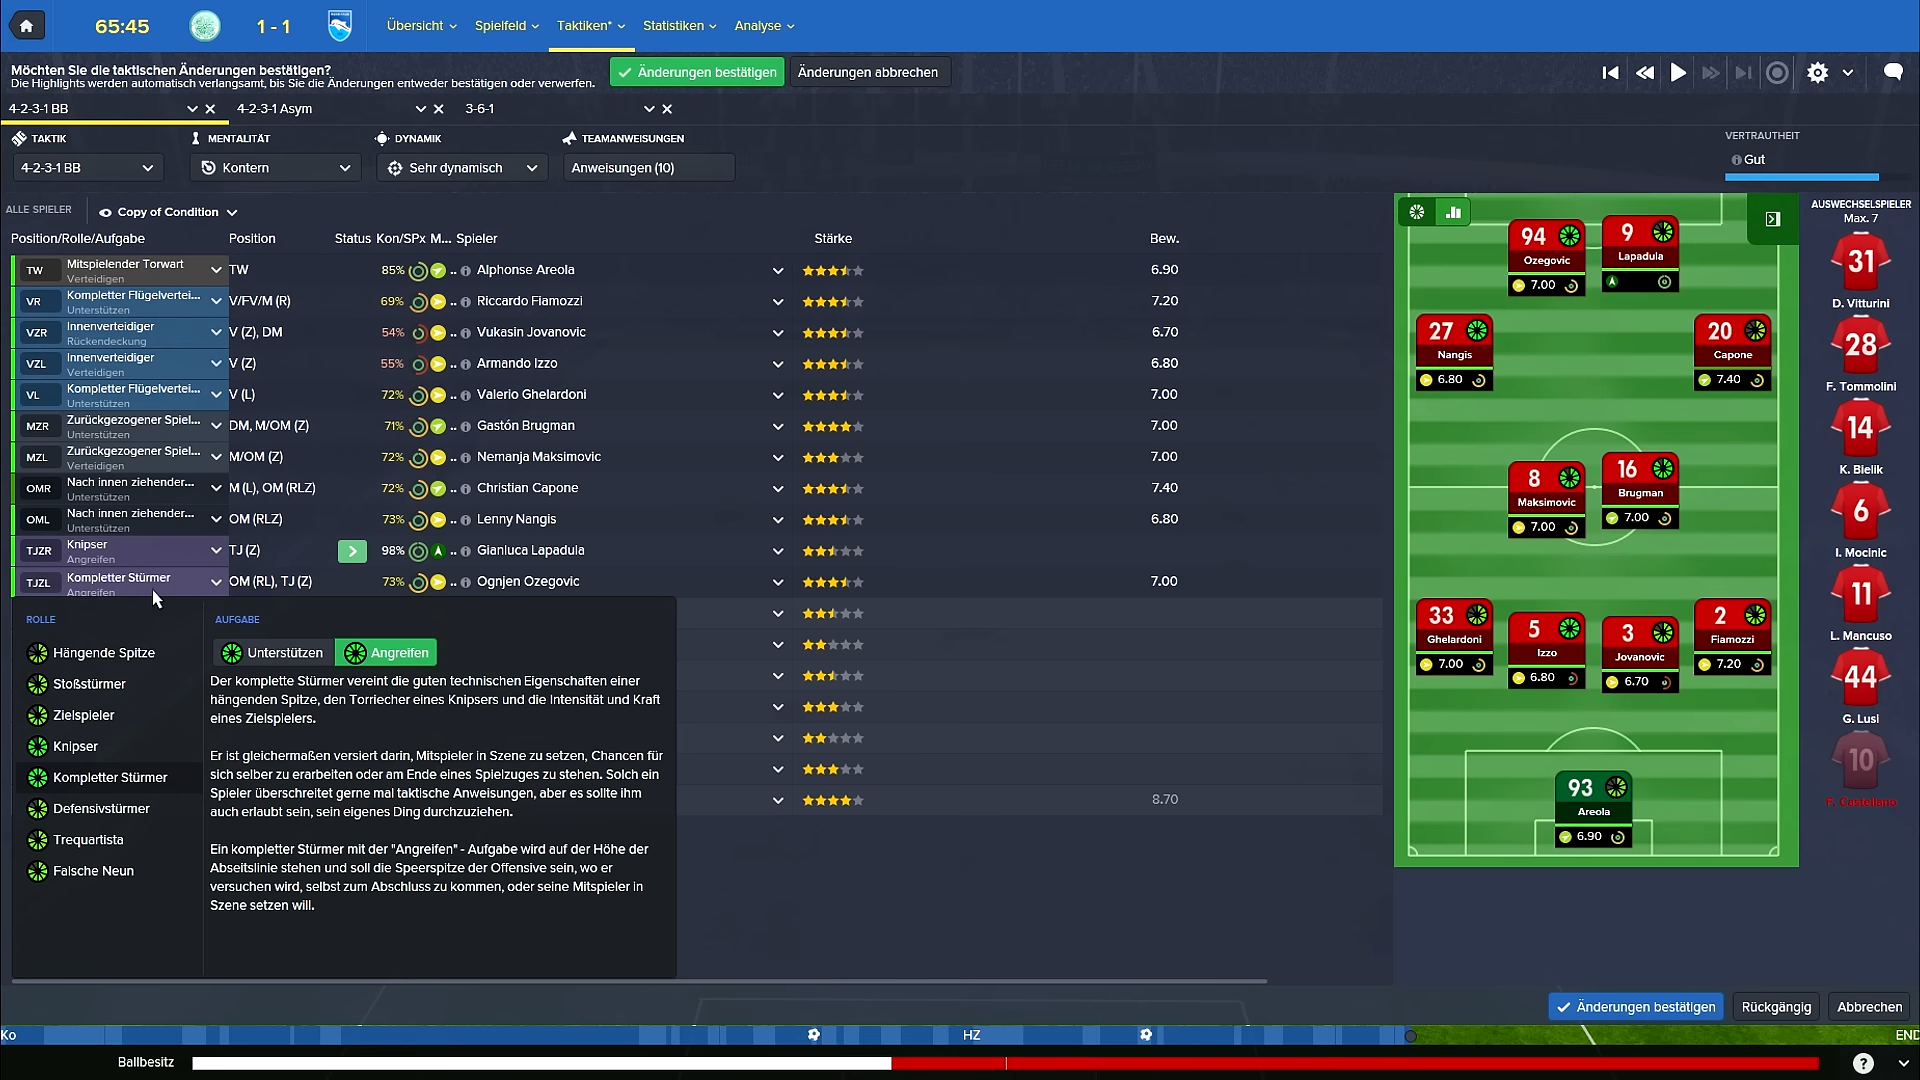 65:45
1 - 1
Übersicht
Spielfeld
Taktiken*
Statistiken
Analyse
Möchten Sie die taktischen Änderungen bestätigen?
Die Highlights werden automatisch verlangsamt, bis Sie die Änderungen entweder bestätigen oder verwerfen.
Änderungen bestätigen
Änderungen abbrechen
4-2-3-1 BB
4-2-3-1 Asym
3-6-1
TAKTIK
MENTALITÄT
DYNAMIK
TEAMANWEISUNGEN
VERTRAUTHEIT
4-2-3-1 BB
Kontern
Sehr dynamisch
Anweisungen (10)
Gut
ALLE SPIELER
Copy of Condition
Position/Rolle/Aufgabe Position Status Kon/SPx M... Spieler Stärke Bew.
TW Mitspielender Torwart TW 85% .. Alphonse Areola 6.90
Verteidigen
VR Kompletter Flügelvertei... V/FV/M (R) 69% .. Riccardo Fiamozzi 7.20
Unterstützen
VZR Innenverteidiger V (Z), DM 54% .. Vukasin Jovanovic 6.70
Rückendeckung
VZL Innenverteidiger V (Z) 55% .. Armando Izzo 6.80
Verteidigen
VL Kompletter Flügelvertei... V (L) 72% .. Valerio Ghelardoni 7.00
Unterstützen
MZR Zurückgezogener Spiel... DM, M/OM (Z) 71% .. Gastón Brugman 7.00
Unterstützen
MZL Zurückgezogener Spiel... M/OM (Z) 72% .. Nemanja Maksimovic 7.00
Verteidigen
OMR Nach innen ziehender... M (L), OM (RLZ) 72% .. Christian Capone 7.40
Unterstützen
OML Nach innen ziehender... OM (RLZ) 73% .. Lenny Nangis 6.80
Unterstützen
TJZR Knipser TJ (Z) 98% .. Gianluca Lapadula
Angreifen
TJZL Kompletter Stürmer OM (RL), TJ (Z) 73% .. Ognjen Ozegovic 7.00
Angreifen
8.70
ROLLE
Hängende Spitze
Stoßstürmer
Zielspieler
Knipser
Kompletter Stürmer
Defensivstürmer
Trequartista
Falsche Neun
AUFGABE
Unterstützen
Angreifen
Der komplette Stürmer vereint die guten technischen Eigenschaften einer
hängenden Spitze, den Torriecher eines Knipsers und die Intensität und Kraft
eines Zielspielers.
Er ist gleichermaßen versiert darin, Mitspieler in Szene zu setzen, Chancen für
sich selber zu erarbeiten oder am Ende eines Spielzuges zu stehen. Solch ein
Spieler überschreitet gerne mal taktische Anweisungen, aber es sollte ihm
auch erlaubt sein, sein eigenes Ding durchzuziehen.
Ein kompletter Stürmer mit der "Angreifen" - Aufgabe wird auf der Höhe der
Abseitslinie stehen und soll die Speerspitze der Offensive sein, wo er
versuchen wird, selbst zum Abschluss zu kommen, oder seine Mitspieler in
Szene setzen will.
94
Ozegovic
7.00
9
Lapadula
27
Nangis
6.80
20
Capone
7.40
8
Maksimovic
7.00
16
Brugman
7.00
33
Ghelardoni
7.00
5
Izzo
6.80
3
Jovanovic
6.70
2
Fiamozzi
7.20
93
Areola
6.90
AUSWECHSELSPIELER
Max. 7
31
D. Vitturini
28
F. Tommolini
14
K. Bielik
6
I. Mocinic
11
L. Mancuso
44
G. Lusi
10
F. Castellano
Änderungen bestätigen
Rückgängig
Abbrechen
Ko
HZ
END
Ballbesitz
?